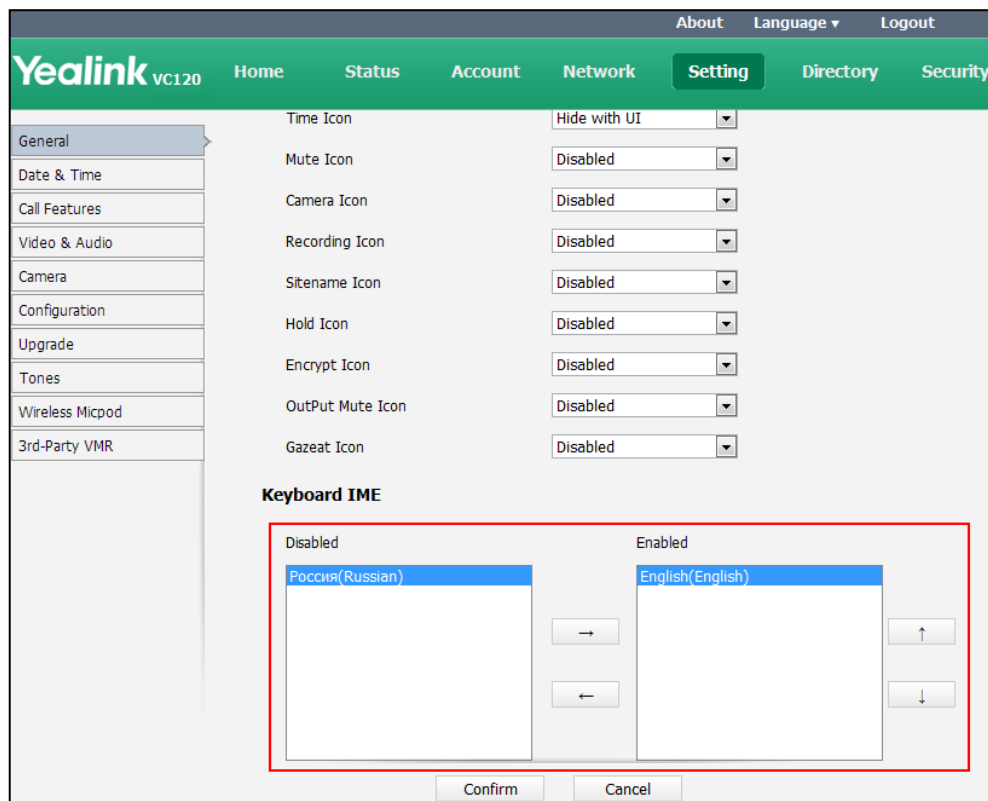 About Language ▾ Logout
Yealink VC120 Home Status Account Network Setting Directory Security
General
Date & Time
Call Features
Video & Audio
Camera
Configuration
Upgrade
Tones
Wireless Micpod
3rd-Party VMR
Time Icon Hide with UI
Mute Icon Disabled
Camera Icon Disabled
Recording Icon Disabled
Sitename Icon Disabled
Hold Icon Disabled
Encrypt Icon Disabled
OutPut Mute Icon Disabled
Gazeat Icon Disabled
Keyboard IME
Disabled Enabled
Россия(Russian) English(English)
→ ↑
← ↓
Confirm Cancel